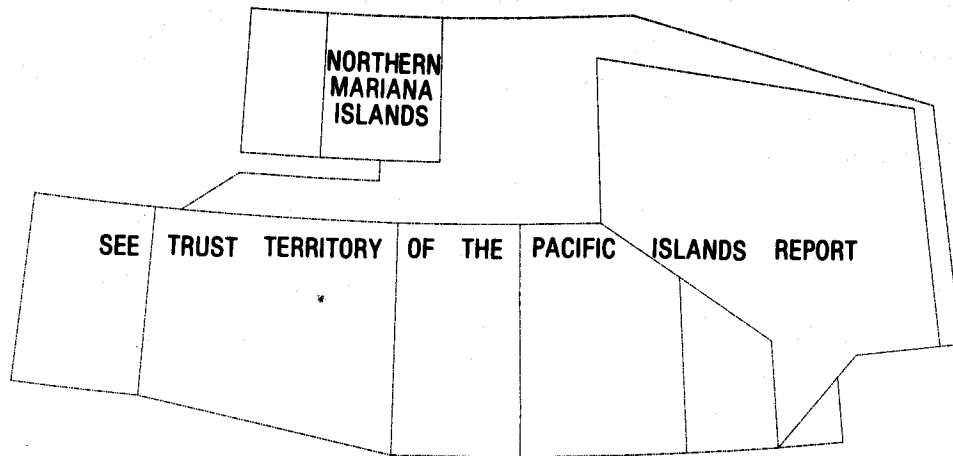 NORTHERN
MARIANA
ISLANDS
SEE TRUST TERRITORY OF THE PACIFIC ISLANDS REPORT